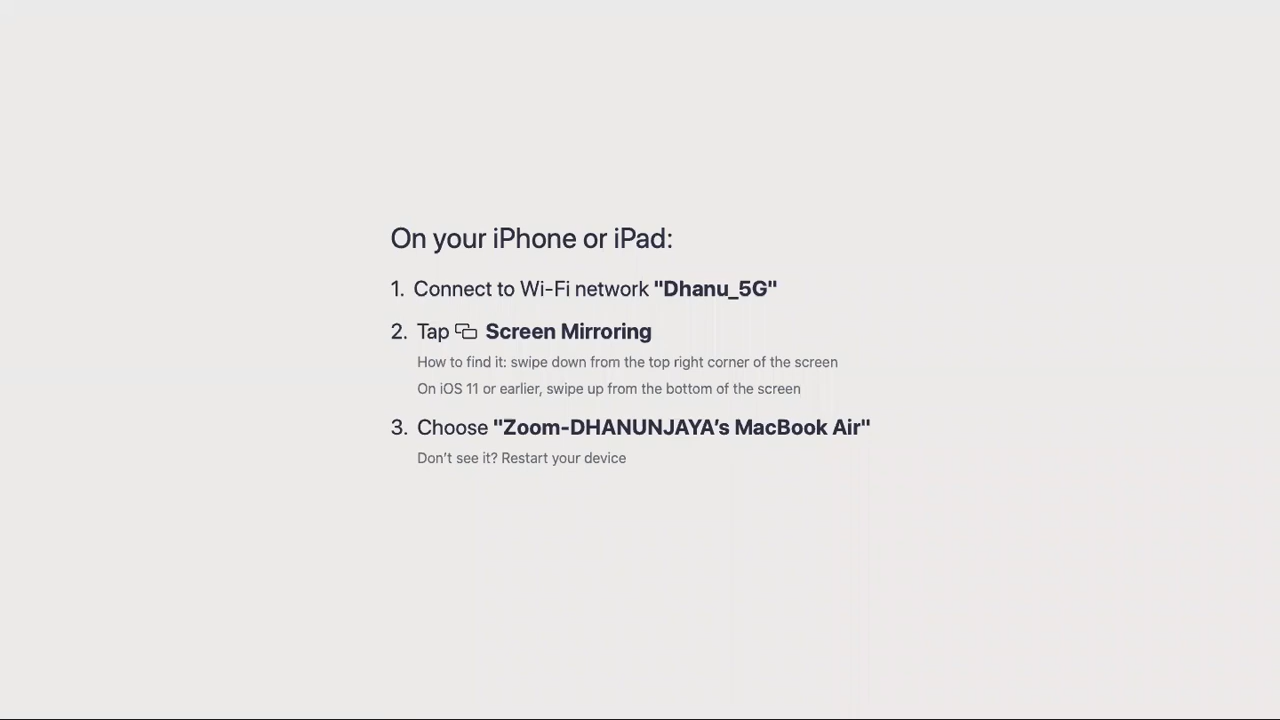 On your iPhone or iPad:
1. Connect to Wi-Fi network "Dhanu_5G"
2. Tap Screen Mirroring
How to find it: swipe down from the top right corner of the screen
On iOS 11 or earlier, swipe up from the bottom of the screen
3. Choose "Zoom-DHANUNJAYA’s MacBook Air"
Don’t see it? Restart your device